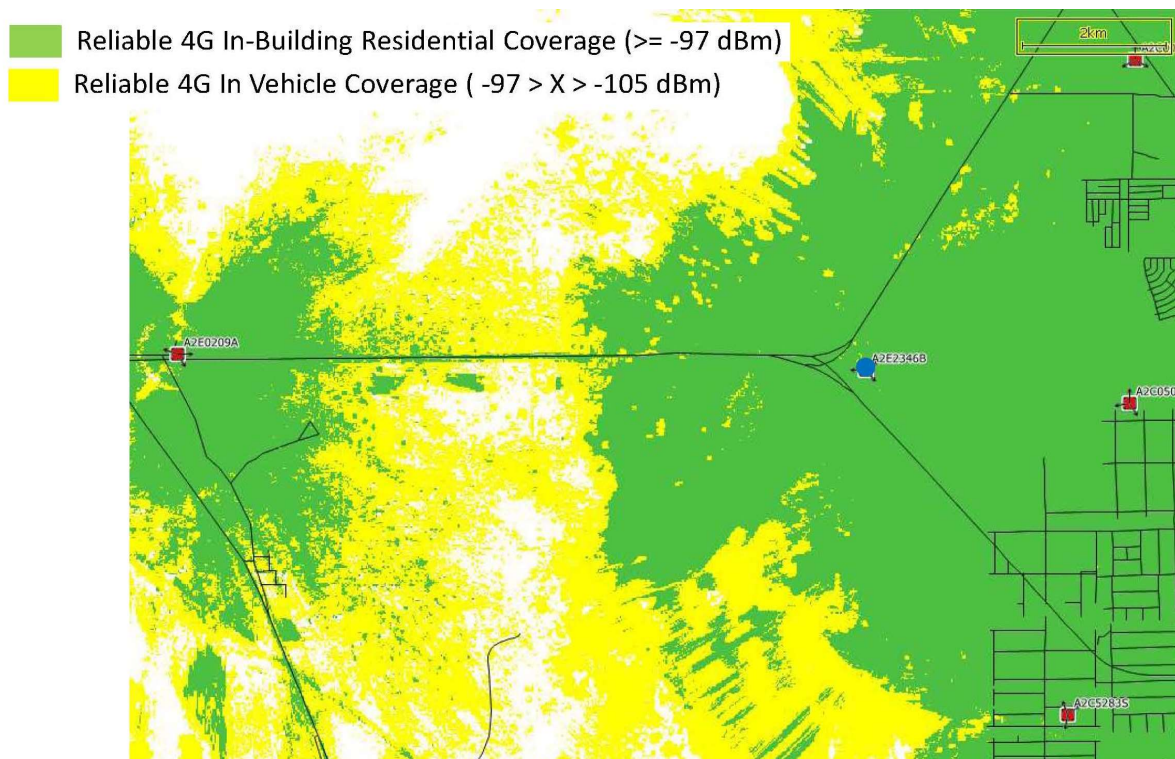 Reliable 4G In-Building Residential Coverage (>= -97 dBm)
Reliable 4G In Vehicle Coverage ( -97 > X > -105 dBm)
2km
A2E0209A
A2E2346B
A2C050
A2C5283S